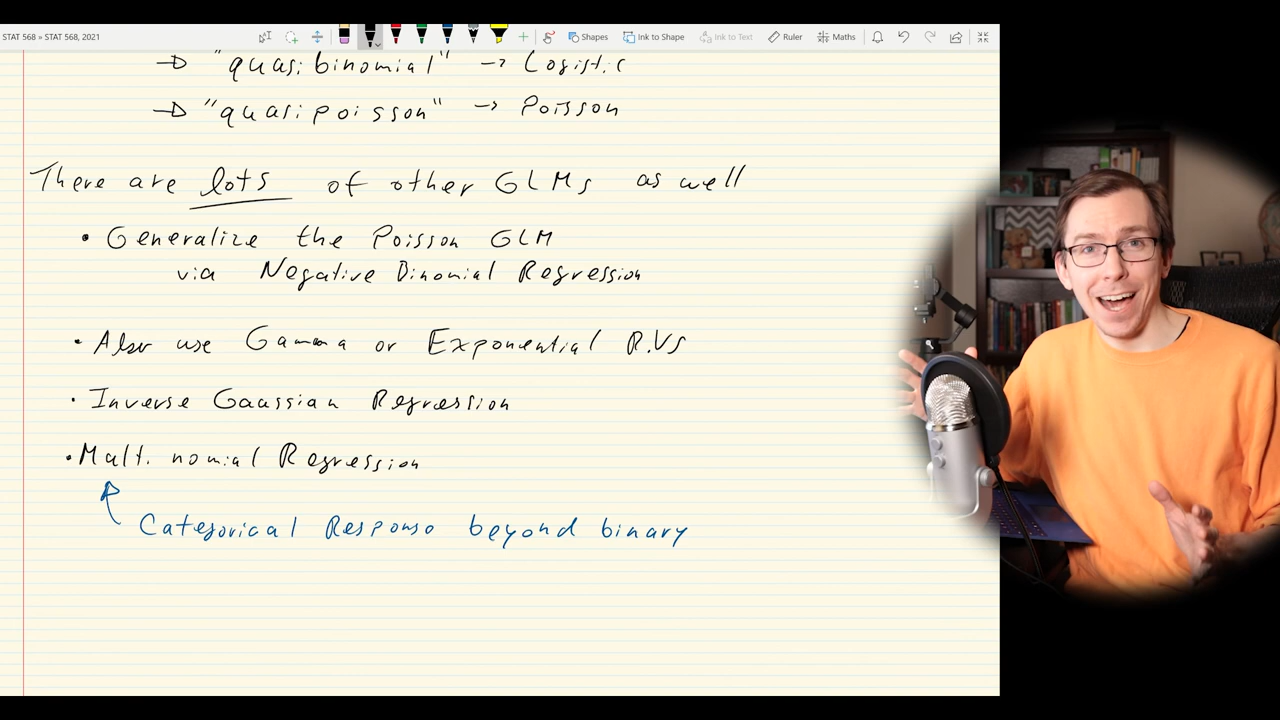 STAT 568 » STAT 568, 2021
Shapes Ink to Shape Ink to Text Ruler Maths
→ "quasibinomial" → Logistic
→ "quasipoisson" → Poisson
There are lots of other GLMs as well
• Generalize the Poisson GLM
via Negative Binomial Regression
• Also use Gamma or Exponential R.Vs
• Inverse Gaussian Regression
• Multinomial Regression
Categorical Response beyond binary